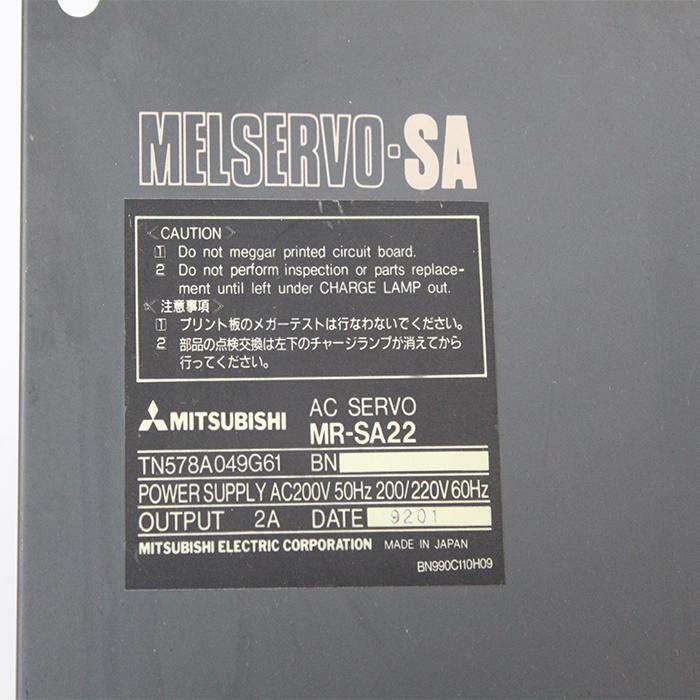 MELSERVO-SA
〈CAUTION〉
1 Do not meggar printed circuit board.
2 Do not perform inspection or parts replace-
ment until left under CHARGE LAMP out.
〈注意事項〉
1 プリント板のメガーテストは行なわないでください。
2 部品の点検交換は左下のチャージランプが消えてから
行ってください。
MITSUBISHI AC SERVO
MR-SA22
TN578A049G61 BN
POWER SUPPLY AC200V 50Hz 200/220V 60Hz
OUTPUT 2A DATE 9201
MITSUBISHI ELECTRIC CORPORATION MADE IN JAPAN
BN990C110H09